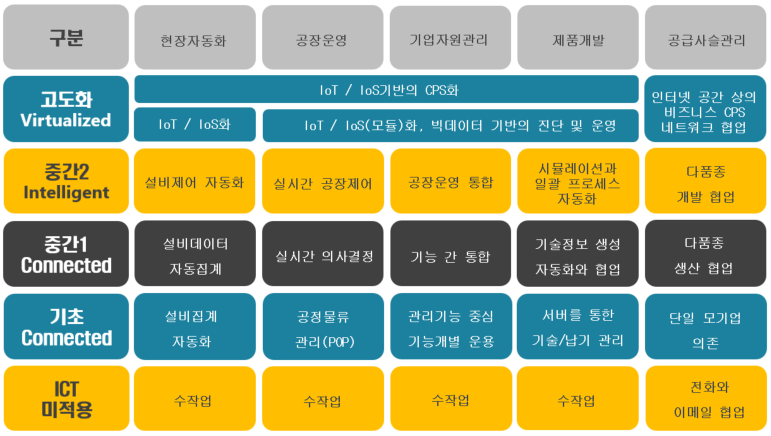 구분
현장자동화
공장운영
기업자원관리
제품개발
공급사슬관리
고도화
Virtualized
IoT / IoS기반의 CPS화
IoT / IoS화
IoT / IoS(모듈)화, 빅데이터 기반의 진단 및 운영
인터넷 공간 상의
비즈니스 CPS
네트워크 협업
중간2
Intelligent
설비제어 자동화
실시간 공장제어
공장운영 통합
시뮬레이션과
일괄 프로세스
자동화
다품종
개발 협업
중간1
Connected
설비데이터
자동집계
실시간 의사결정
기능 간 통합
기술정보 생성
자동화와 협업
다품종
생산 협업
기초
Connected
설비집계
자동화
공정물류
관리(POP)
관리기능 중심
기능개별 운용
서버를 통한
기술/납기 관리
단일 모기업
의존
ICT
미적용
수작업
수작업
수작업
수작업
전화와
이메일 협업